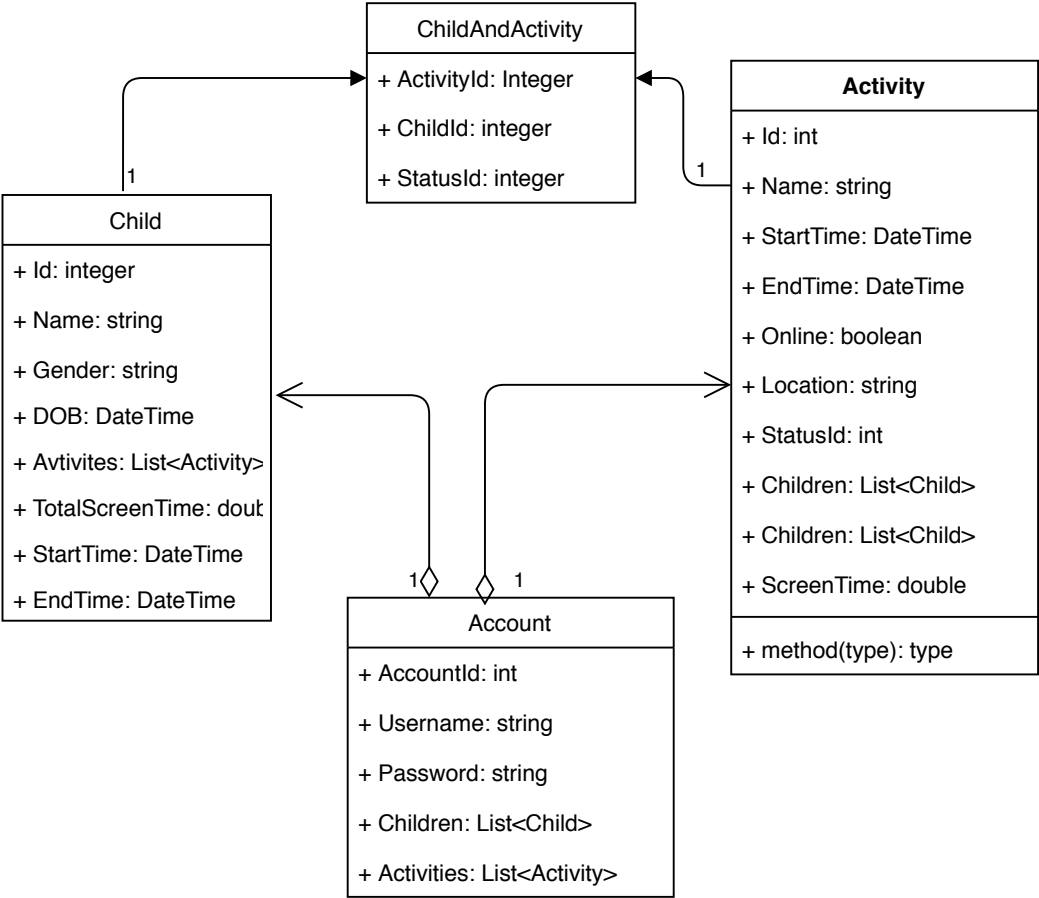 ChildAndActivity
+ ActivityId: Integer
+ ChildId: integer
+ StatusId: integer
Activity
+ Id: int
+ Name: string
+ StartTime: DateTime
+ EndTime: DateTime
+ Online: boolean
+ Location: string
+ StatusId: int
+ Children: List<Child>
+ Children: List<Child>
+ ScreenTime: double
+ method(type): type
1
1
Child
+ Id: integer
+ Name: string
+ Gender: string
+ DOB: DateTime
+ Avtivites: List<Activity>
+ TotalScreenTime: doub
+ StartTime: DateTime
+ EndTime: DateTime
1
1
Account
+ AccountId: int
+ Username: string
+ Password: string
+ Children: List<Child>
+ Activities: List<Activity>